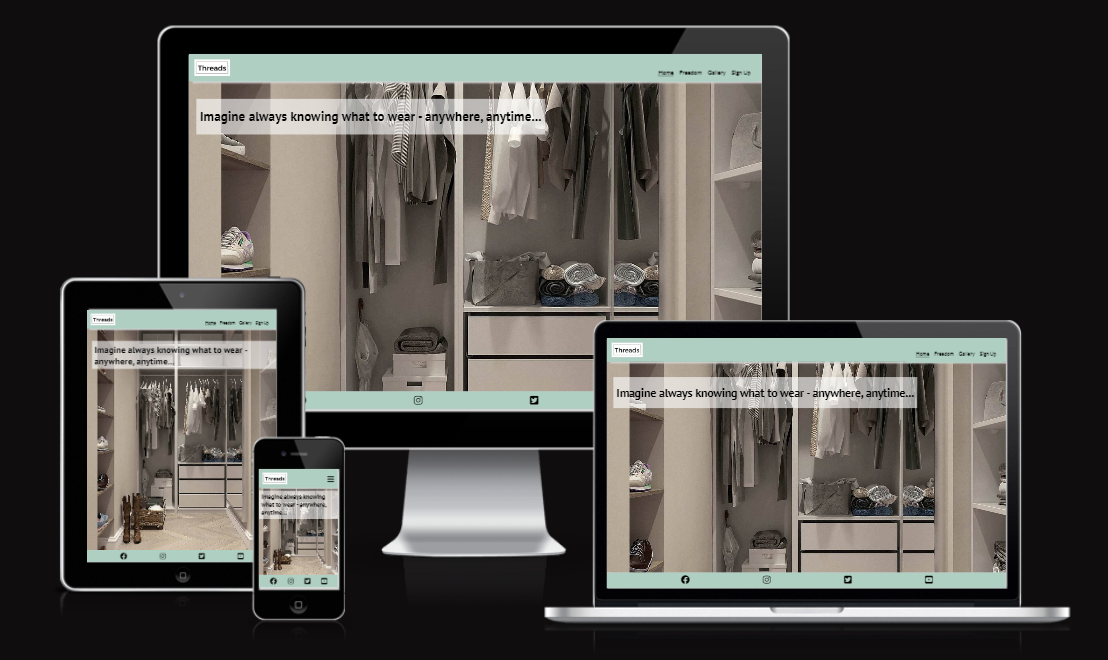 Threads
Home Freedom Gallery Sign Up
Imagine always knowing what to wear - anywhere, anytime...
Threads
Home Freedom Gallery Sign Up
Imagine always knowing what to wear -
anywhere, anytime...
Threads
Imagine always knowing
what to wear - anywhere,
anytime...
Threads
Home Freedom Gallery Sign Up
Imagine always knowing what to wear - anywhere, anytime...